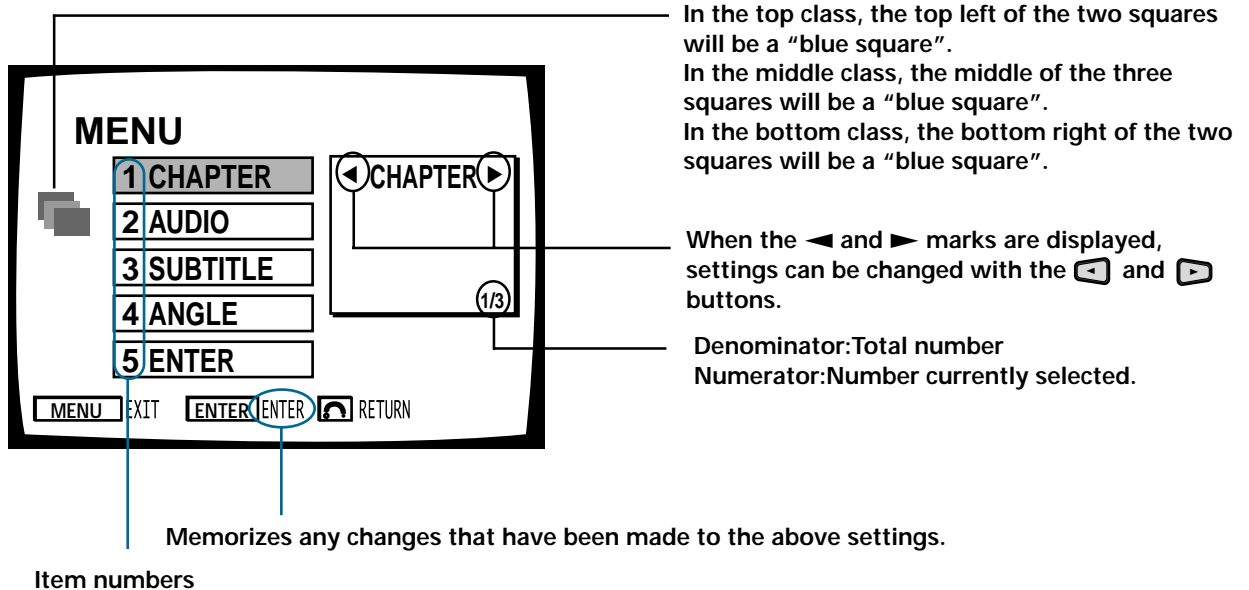 In the top class, the top left of the two squares
will be a “blue square”.
In the middle class, the middle of the three
squares will be a “blue square”.
In the bottom class, the bottom right of the two
squares will be a “blue square”.
MENU
1 CHAPTER
2 AUDIO
3 SUBTITLE
4 ANGLE
5 ENTER
◀CHAPTER▶
1/3
MENU EXIT ENTER ENTER RETURN
When the ◀ and ▶ marks are displayed,
settings can be changed with the ◀ and ▶
buttons.
Denominator:Total number
Numerator:Number currently selected.
Memorizes any changes that have been made to the above settings.
Item numbers